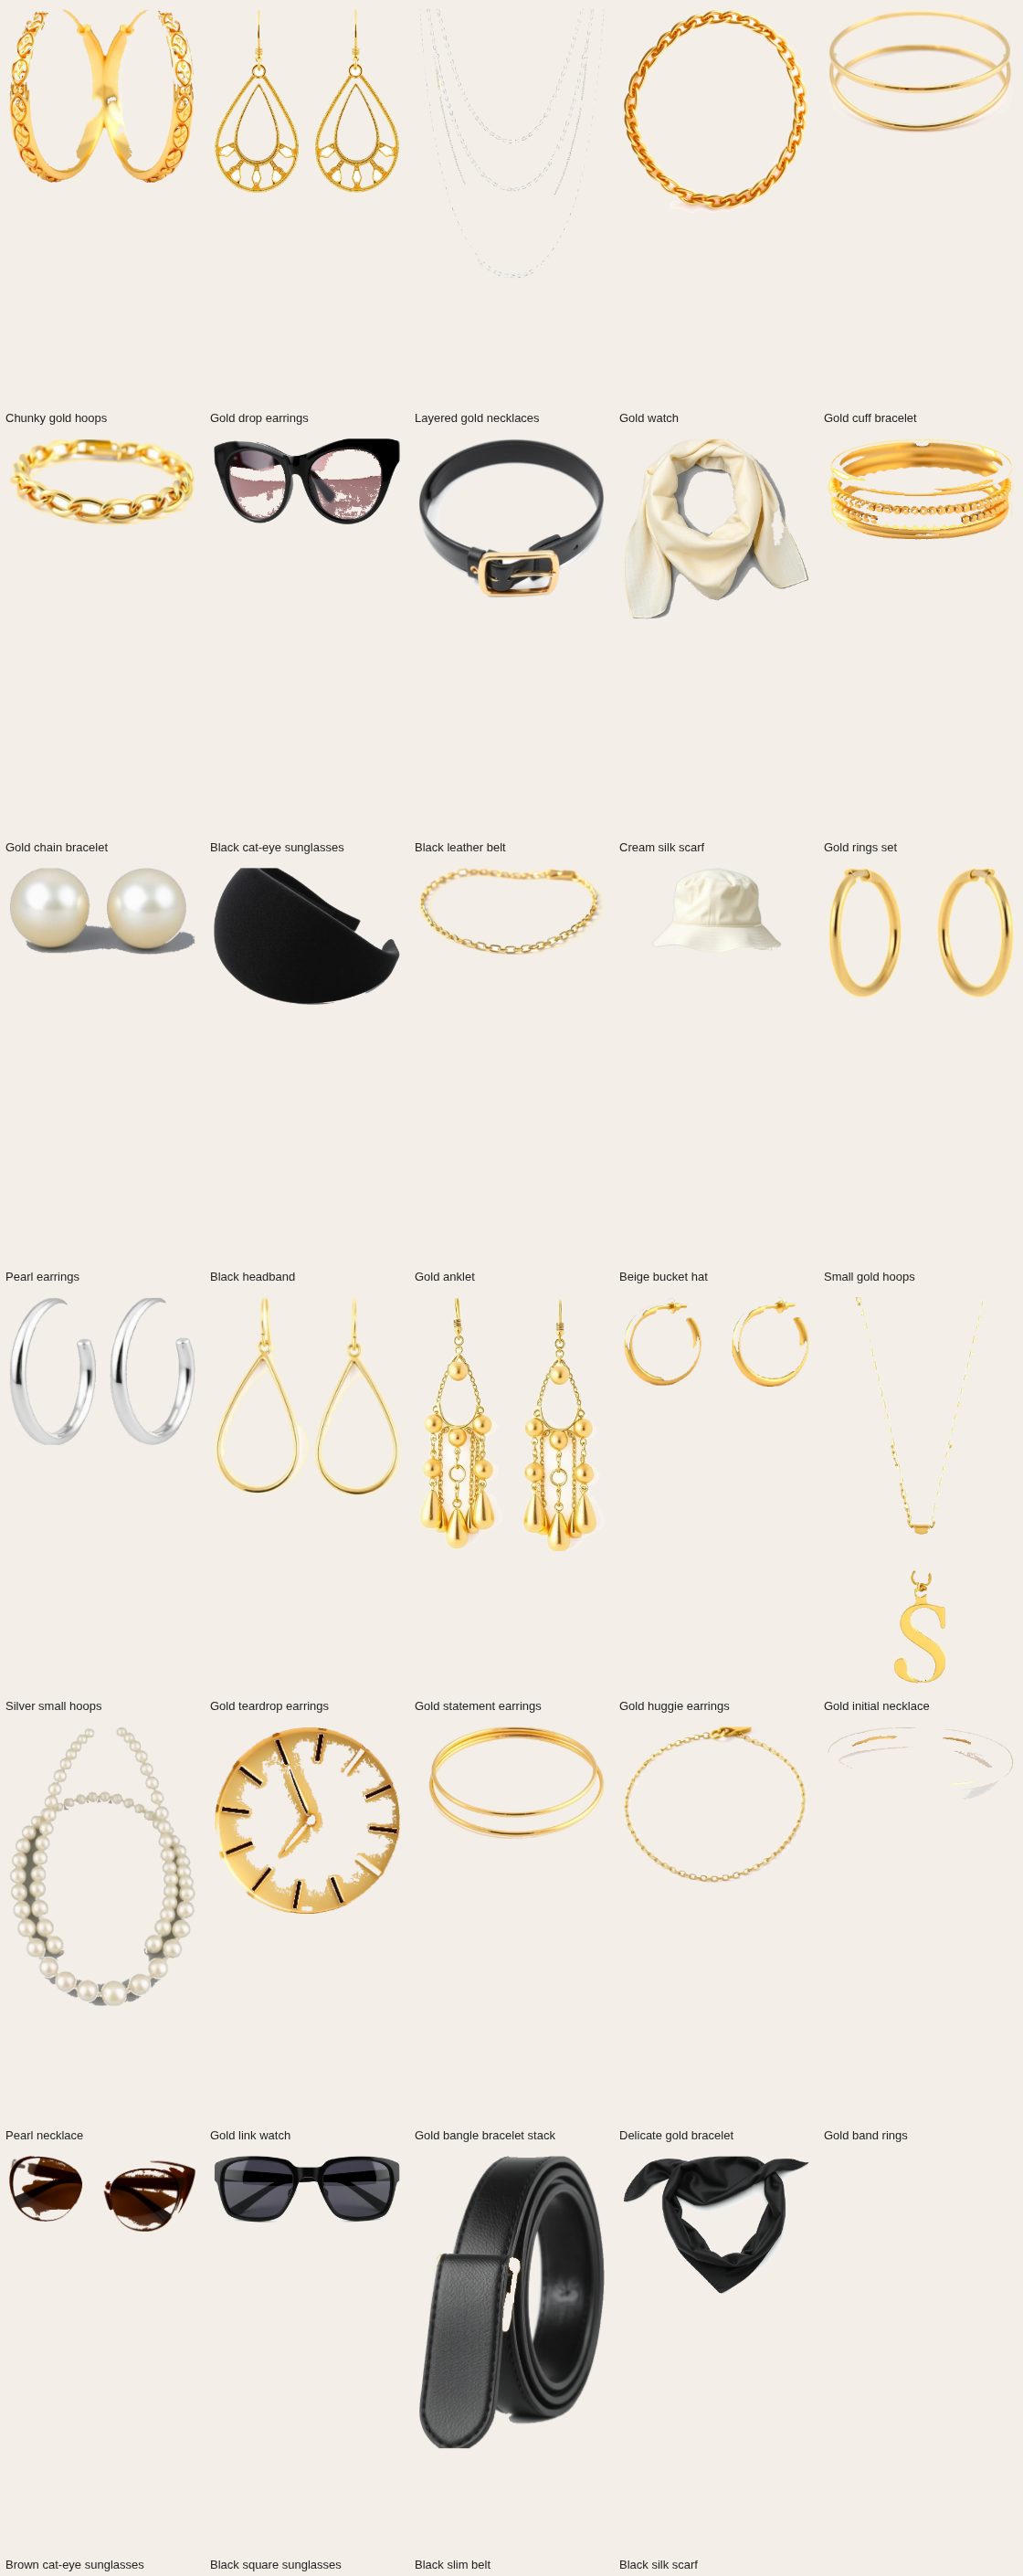 Chunky gold hoops
Gold drop earrings
Layered gold necklaces
Gold watch
Gold cuff bracelet
Gold chain bracelet
Black cat-eye sunglasses
Black leather belt
Cream silk scarf
Gold rings set
Pearl earrings
Black headband
Gold anklet
Beige bucket hat
Small gold hoops
S
Silver small hoops
Gold teardrop earrings
Gold statement earrings
Gold huggie earrings
Gold initial necklace
Pearl necklace
Gold link watch
Gold bangle bracelet stack
Delicate gold bracelet
Gold band rings
Brown cat-eye sunglasses
Black square sunglasses
Black slim belt
Black silk scarf